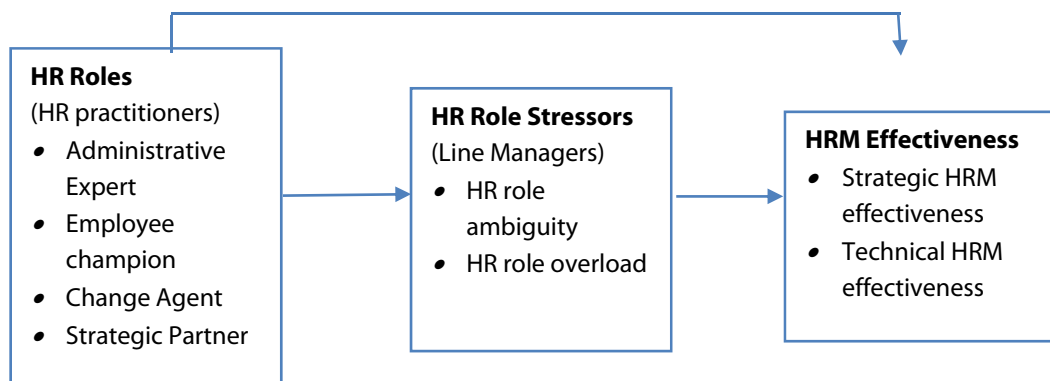 HR Roles
(HR practitioners)
• Administrative
Expert
• Employee
champion
• Change Agent
• Strategic Partner
HR Role Stressors
(Line Managers)
• HR role
ambiguity
• HR role overload
HRM Effectiveness
• Strategic HRM
effectiveness
• Technical HRM
effectiveness